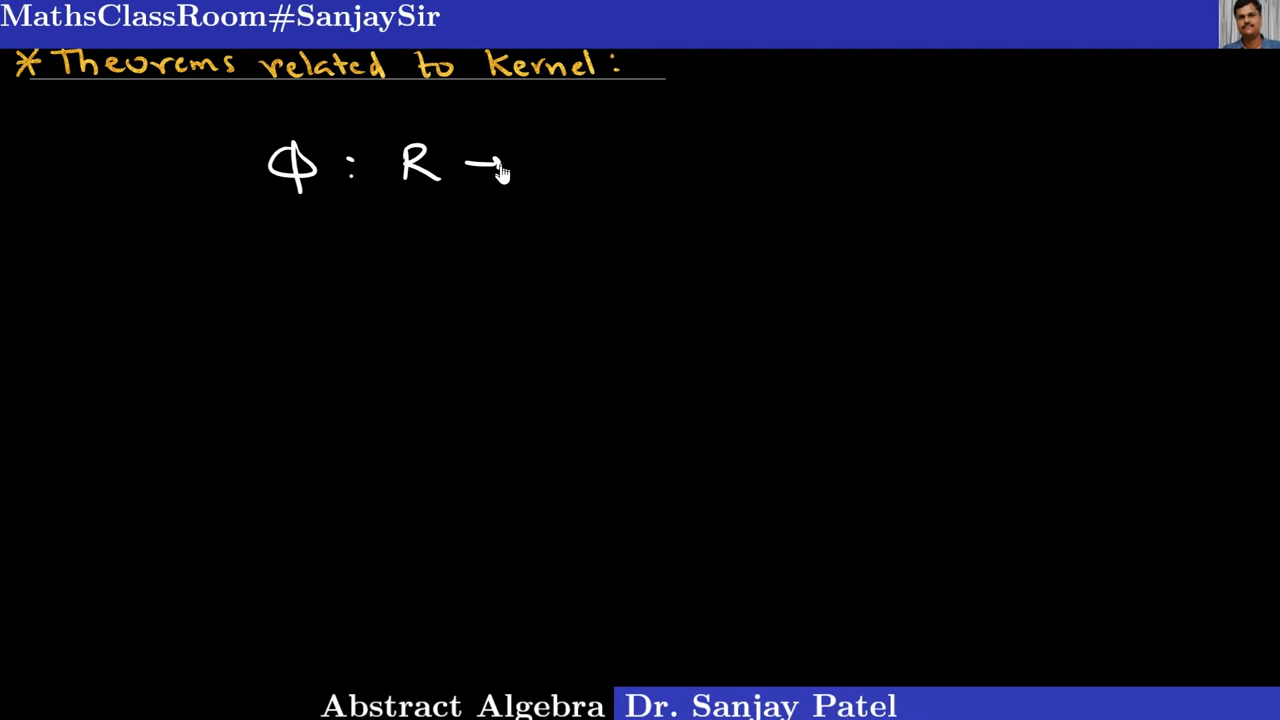 MathsClassRoom#SanjaySir
* Theorems related to Kernel :
Φ : R →
Abstract Algebra Dr. Sanjay Patel